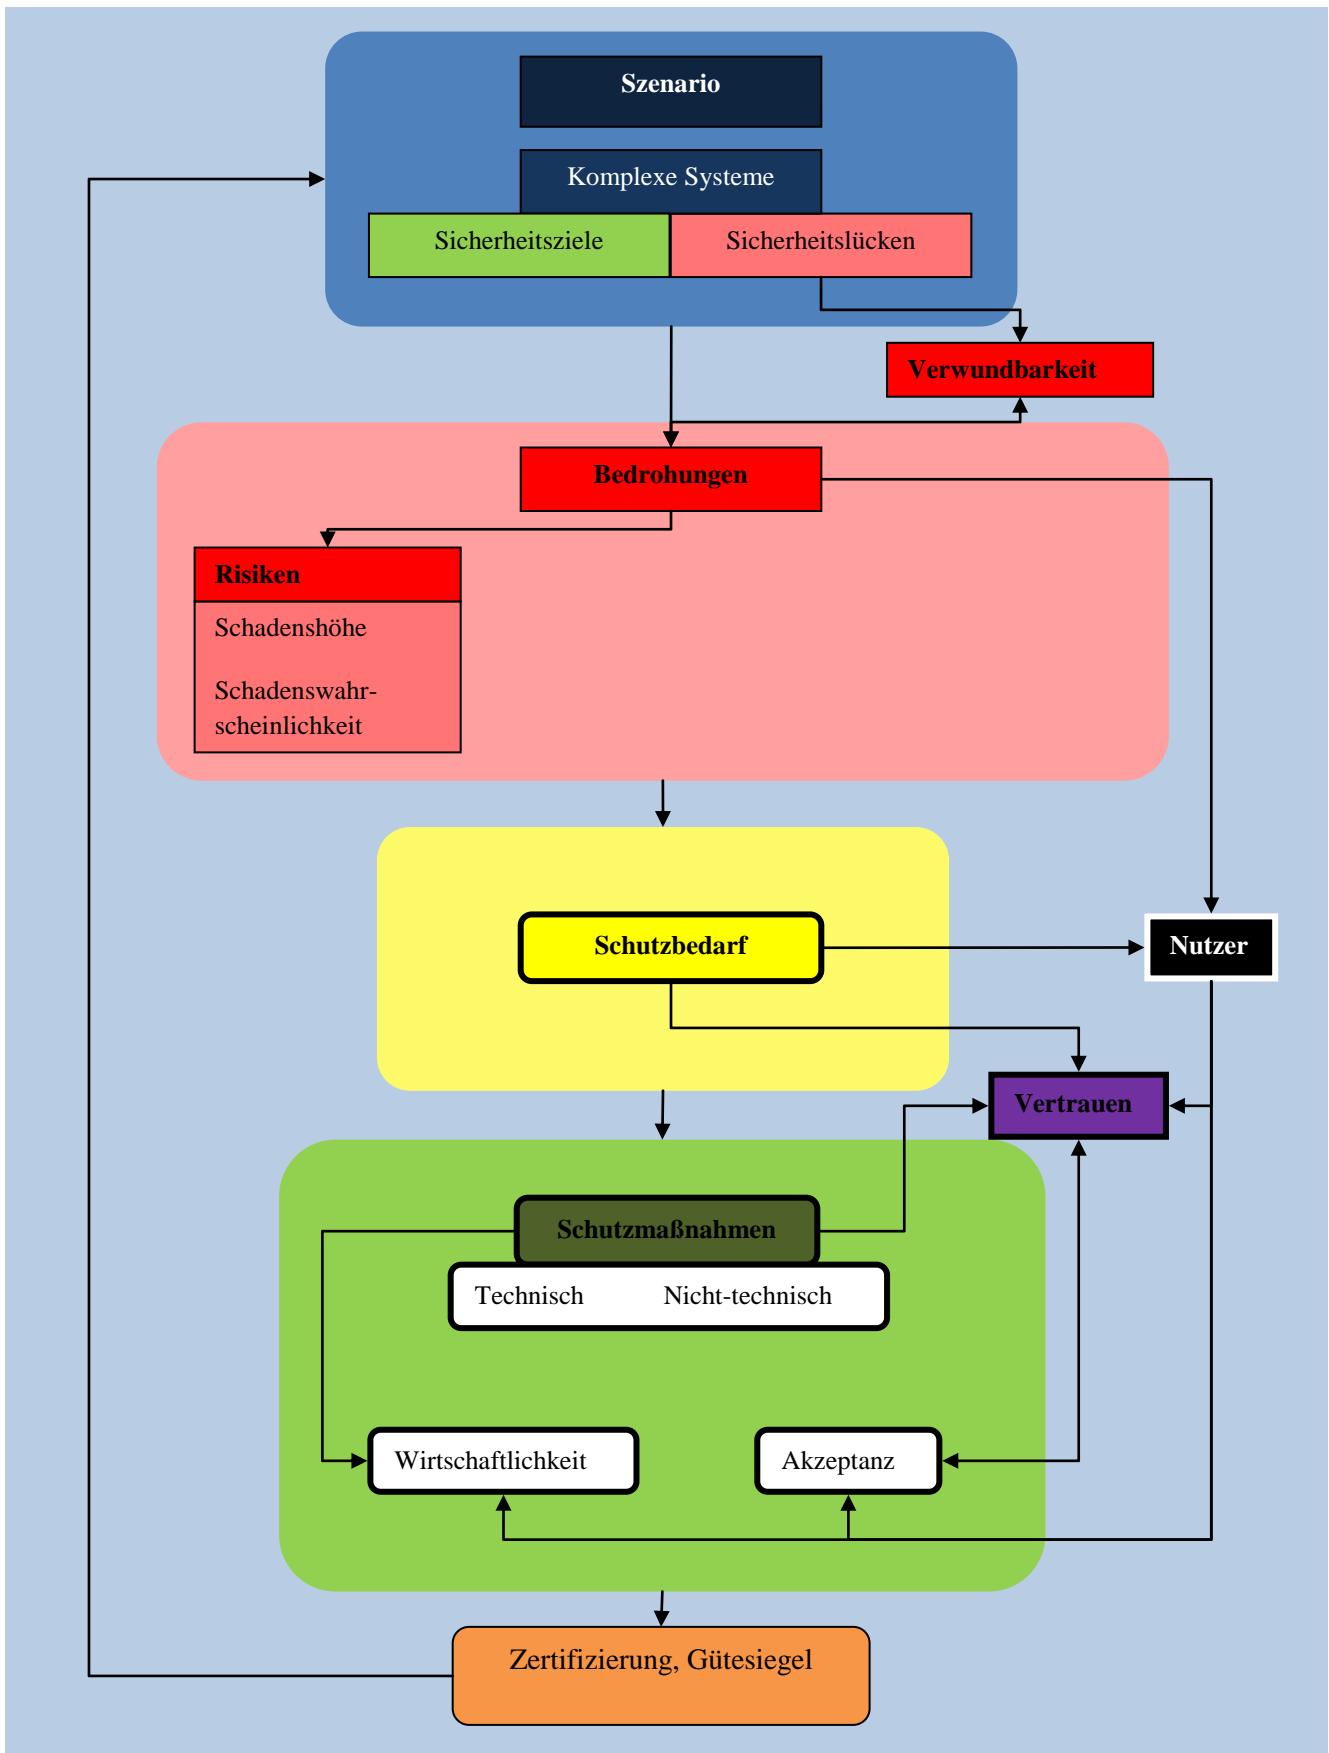 Szenario
Komplexe Systeme
Sicherheitsziele
Sicherheitslücken
Verwundbarkeit
Bedrohungen
Risiken
Schadenshöhe
Schadenswahr-
scheinlichkeit
Schutzbedarf
Nutzer
Vertrauen
Schutzmaßnahmen
Technisch Nicht-technisch
Wirtschaftlichkeit
Akzeptanz
Zertifizierung, Gütesiegel